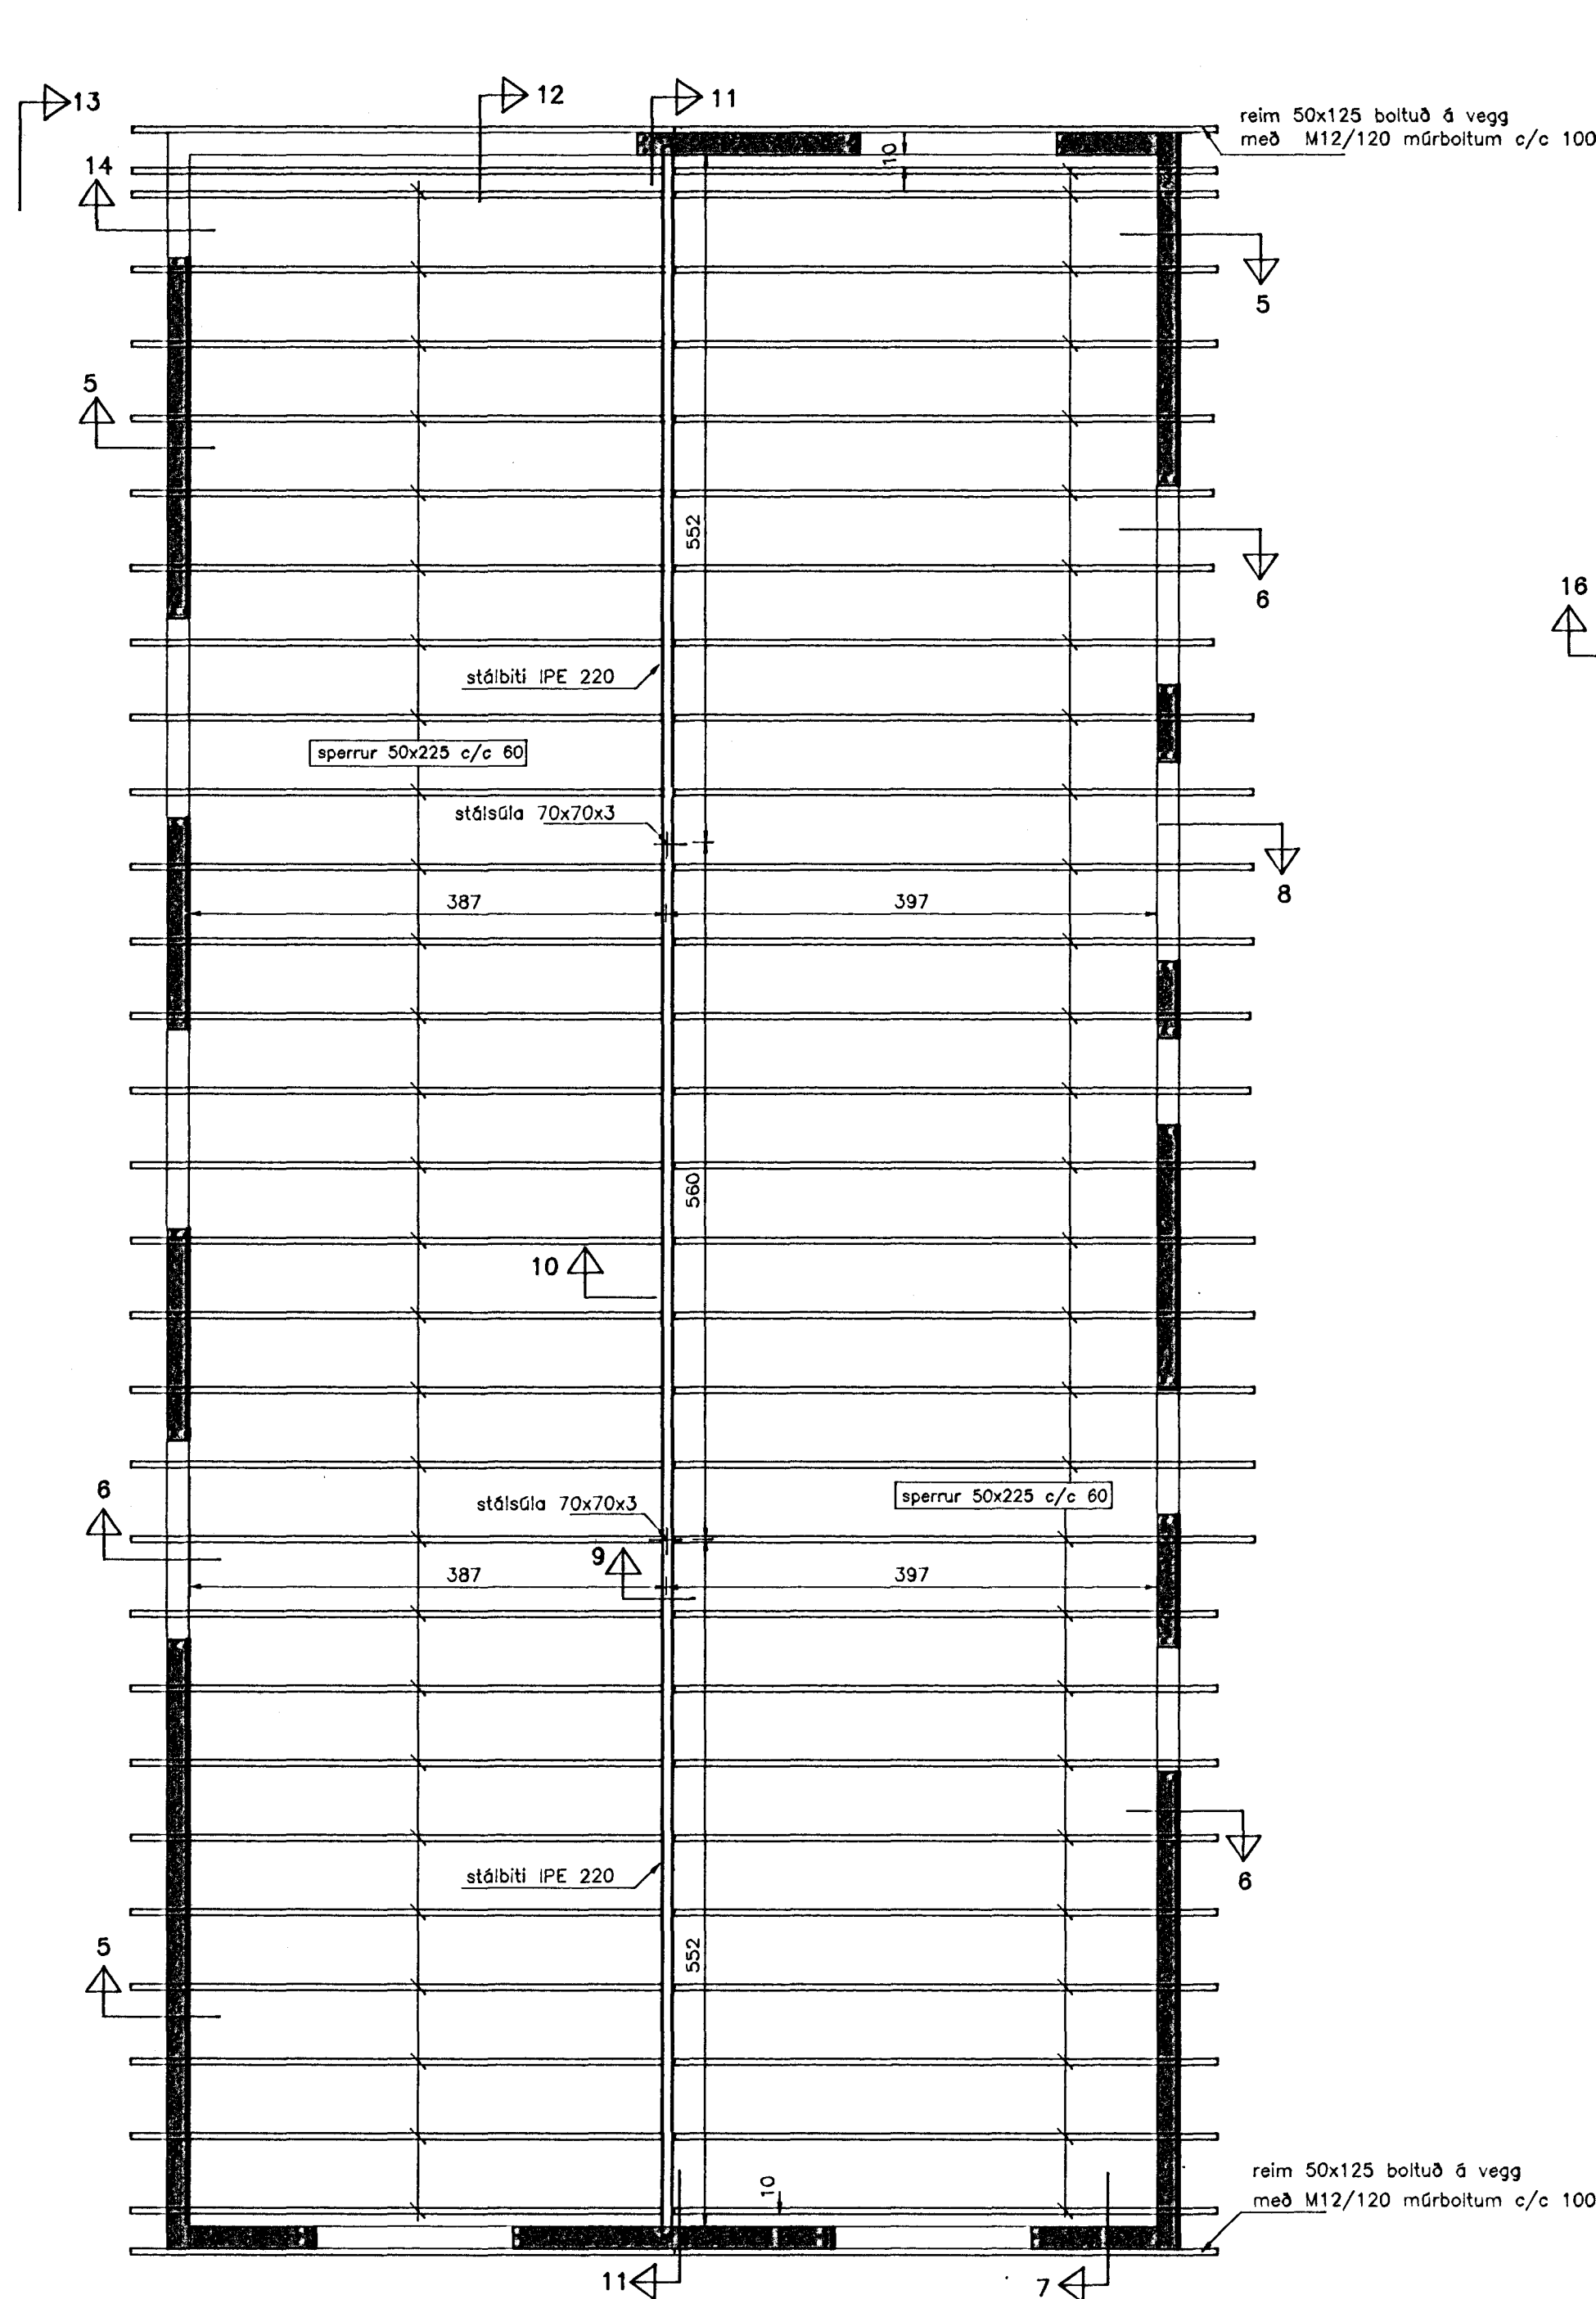 13
12
11
reim 50x125 boltuð á vegg
með M12/120 múrboltum c/c 100
10
14
5
5
552
6
16
stálbiti IPE 220
sperrur 50x225 c/c 60
stálsúla 70x70x3
8
387
397
560
10
6
sperrur 50x225 c/c 60
stálsúla 70x70x3
9
387
397
stálbiti IPE 220
6
5
552
reim 50x125 boltuð á vegg
10
með M12/120 múrboltum c/c 100
11
7